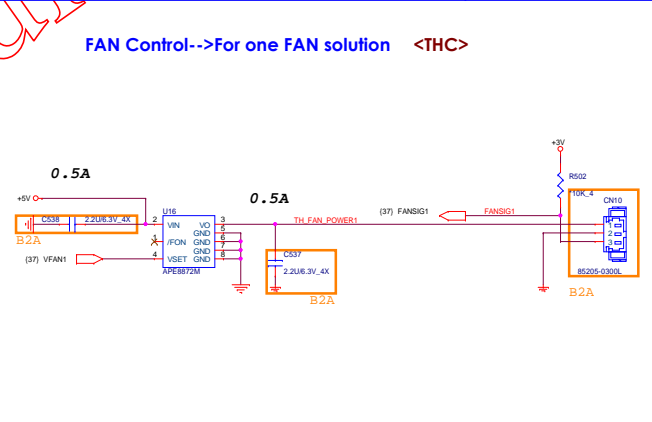 FAN Control-->For one FAN solution <THC>
+3V
0.5A
R502
*10K_4
+5V
0.5A
CN10
C538 2.2U/6.3V_4X
U16
(37) FANSIG1
FANSIG1
2 VIN VO 3
TH_FAN_POWER1
1
GND 5
B2A
1 /FON GND 6
2
GND 7
3
(37) VFAN1
4 VSET GND 8
C537
APE8872M
2.2U/6.3V_4X
85205-0300L
B2A
B2A